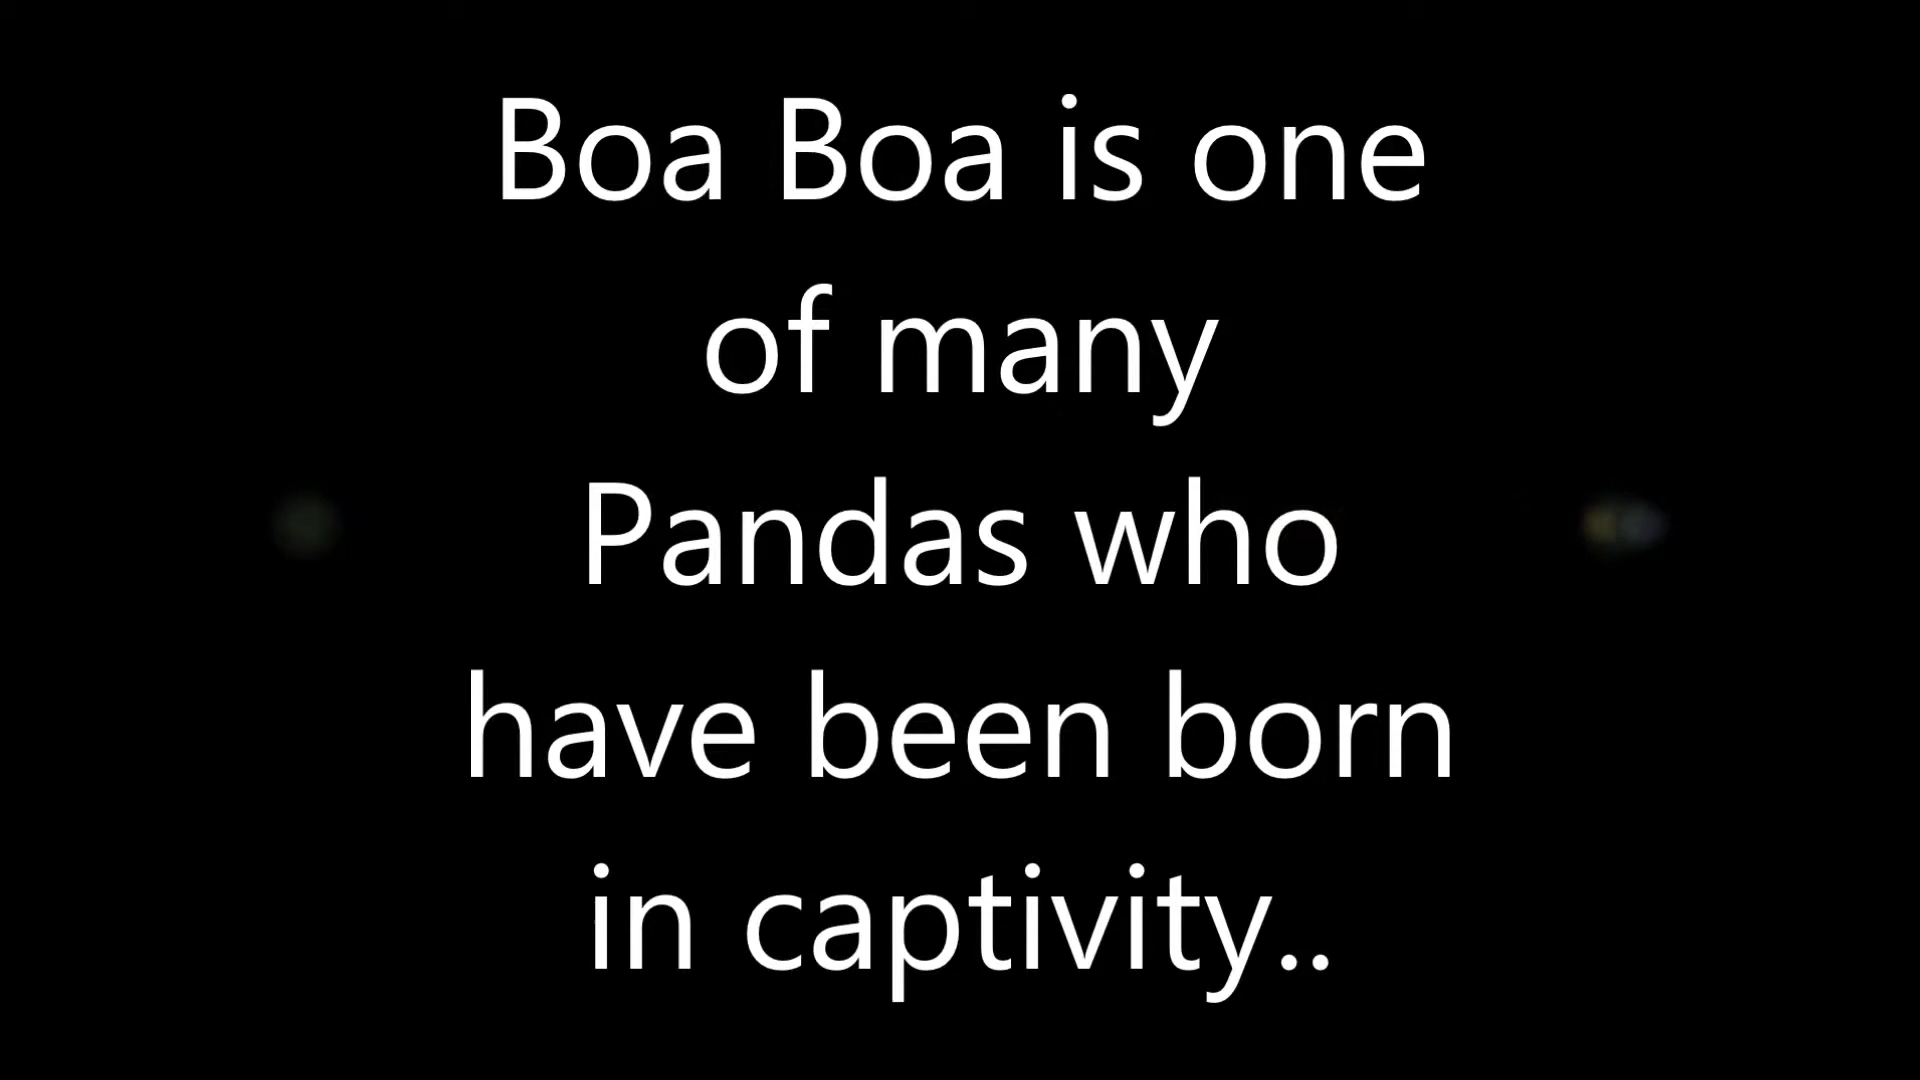 Boa Boa is one
of many
Pandas who
have been born
in captivity..